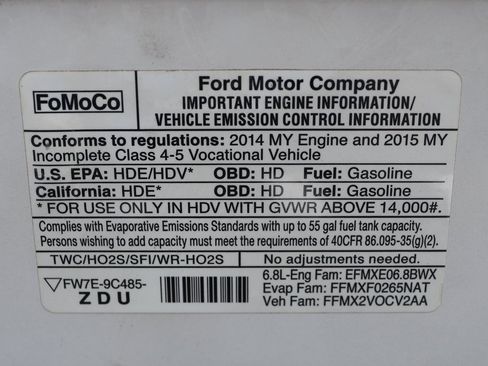 FoMoCo
Ford Motor Company
IMPORTANT ENGINE INFORMATION/
VEHICLE EMISSION CONTROL INFORMATION
Conforms to regulations: 2014 MY Engine and 2015 MY
Incomplete Class 4-5 Vocational Vehicle
U.S. EPA: HDE/HDV* OBD: HD Fuel: Gasoline
California: HDE* OBD: HD Fuel: Gasoline
* FOR USE ONLY IN HDV WITH GVWR ABOVE 14,000#.
Complies with Evaporative Emissions Standards with up to 55 gal fuel tank capacity.
Persons wishing to add capacity must meet the requirements of 40CFR 86.095-35(g)(2).
TWC/HO2S/SFI/WR-HO2S
No adjustments needed.
FW7E-9C485-
ZDU
6.8L-Eng Fam: EFMXE06.8BWX
Evap Fam: FFMXF0265NAT
Veh Fam: FFMX2VOCV2AA